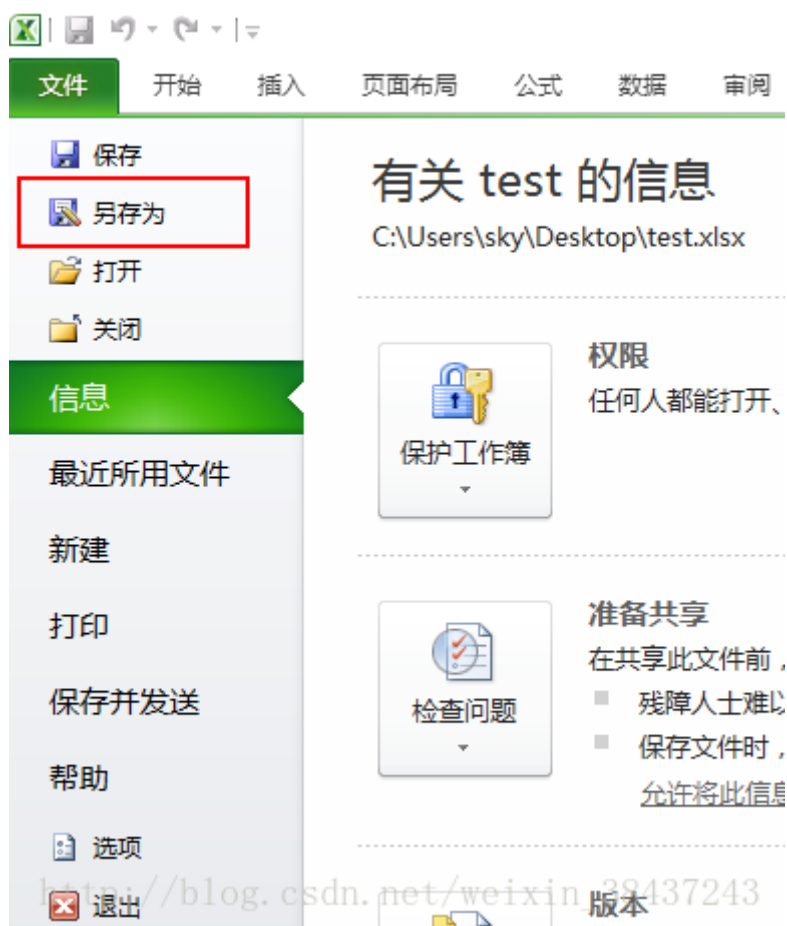 文件 开始 插入 页面布局 公式 数据 审阅
保存
另存为
打开
关闭
信息
最近所用文件
新建
打印
保存并发送
帮助
选项
退出
有关 test 的信息
C:\Users\sky\Desktop\test.xlsx
保护工作簿
权限
任何人都能打开、
检查问题
准备共享
在共享此文件前，
残障人士难以
保存文件时，
允许将此信息
版本
http://blog.csdn.net/weixin_38437243